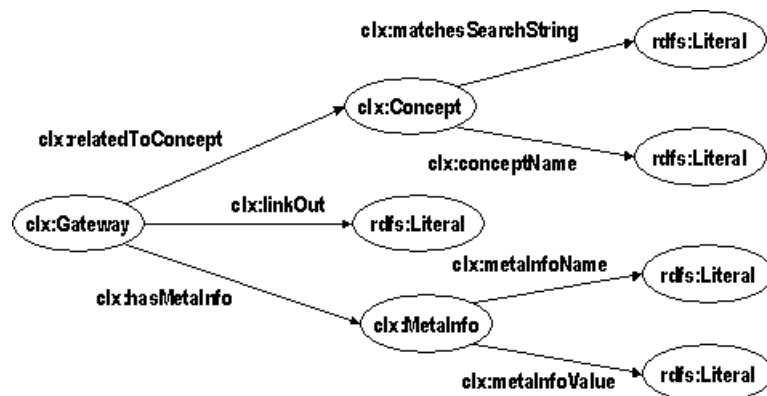 clx:matchesSearchString
rdfs:Literal
clx:Concept
clx:relatedToConcept
rdfs:Literal
clx:conceptName
clx:linkOut
clx:Gateway
rdfs:Literal
clx:metaInfoName
rdfs:Literal
clx:hasMetaInfo
clx:MetaInfo
rdfs:Literal
clx:metaInfoValue